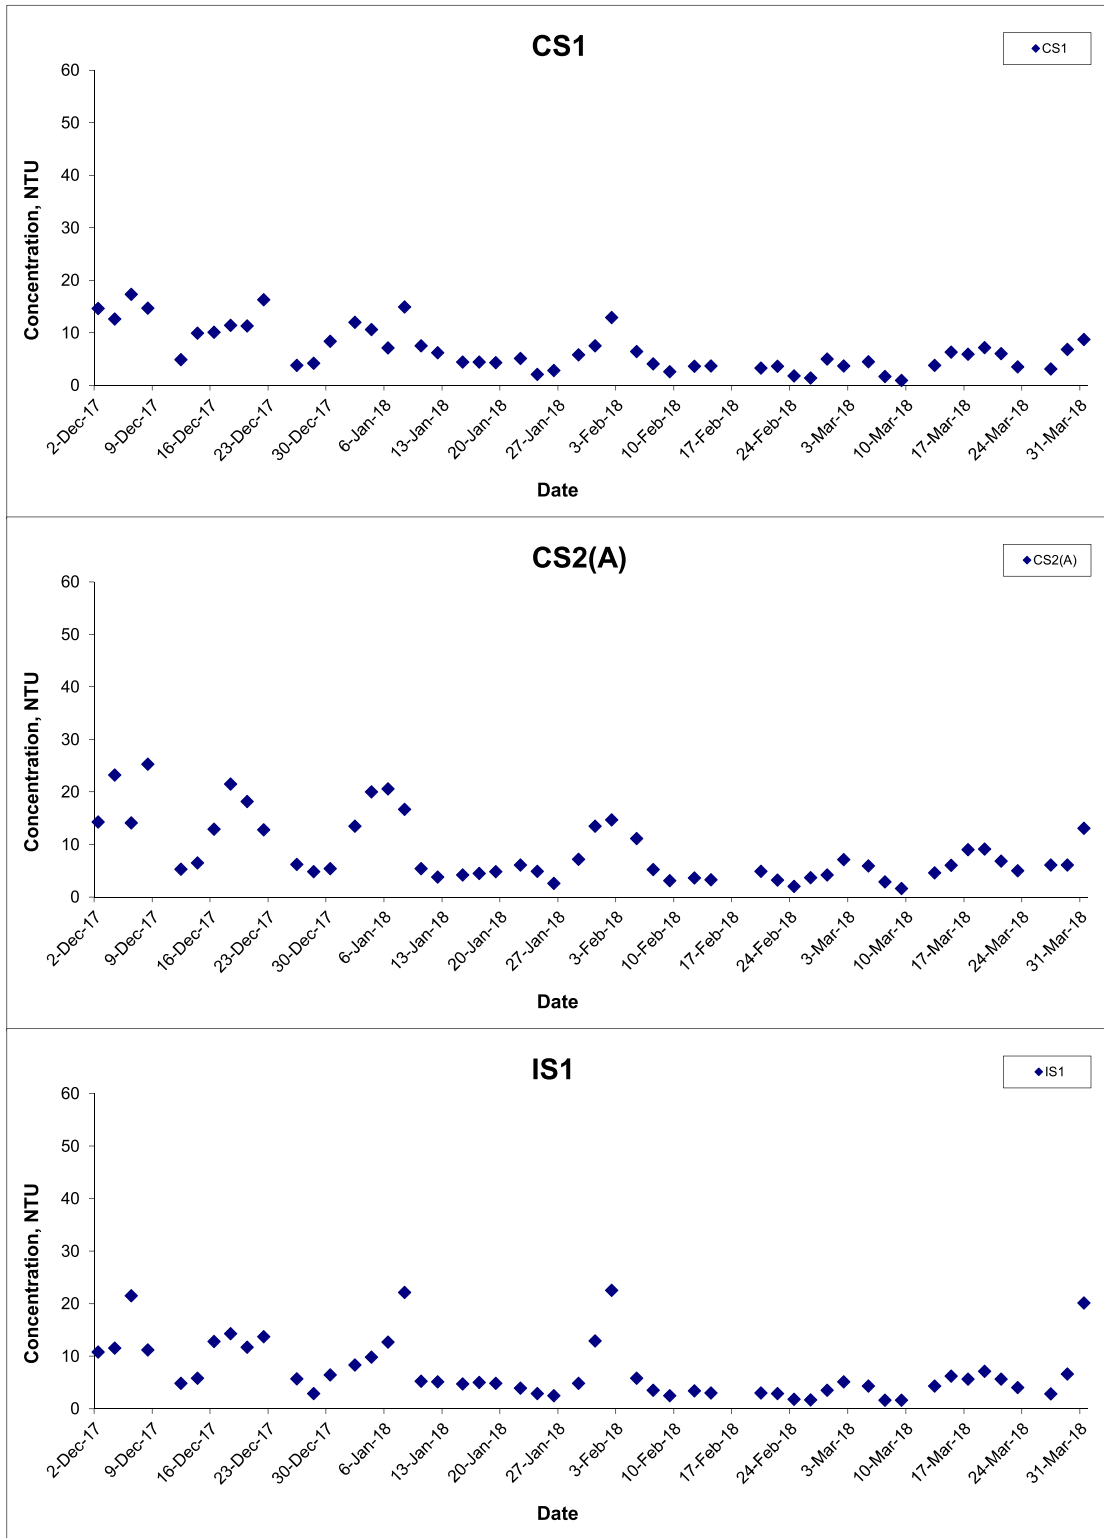 CS1
CS1
60
50
40
30
20
10
0
Concentration, NTU
2-Dec-17
9-Dec-17
16-Dec-17
23-Dec-17
30-Dec-17
6-Jan-18
13-Jan-18
20-Jan-18
27-Jan-18
3-Feb-18
10-Feb-18
17-Feb-18
24-Feb-18
3-Mar-18
10-Mar-18
17-Mar-18
24-Mar-18
31-Mar-18
Date
CS2(A)
CS2(A)
60
50
40
30
20
10
0
Concentration, NTU
2-Dec-17
9-Dec-17
16-Dec-17
23-Dec-17
30-Dec-17
6-Jan-18
13-Jan-18
20-Jan-18
27-Jan-18
3-Feb-18
10-Feb-18
17-Feb-18
24-Feb-18
3-Mar-18
10-Mar-18
17-Mar-18
24-Mar-18
31-Mar-18
Date
IS1
IS1
60
50
40
30
20
10
0
Concentration, NTU
2-Dec-17
9-Dec-17
16-Dec-17
23-Dec-17
30-Dec-17
6-Jan-18
13-Jan-18
20-Jan-18
27-Jan-18
3-Feb-18
10-Feb-18
17-Feb-18
24-Feb-18
3-Mar-18
10-Mar-18
17-Mar-18
24-Mar-18
31-Mar-18
Date